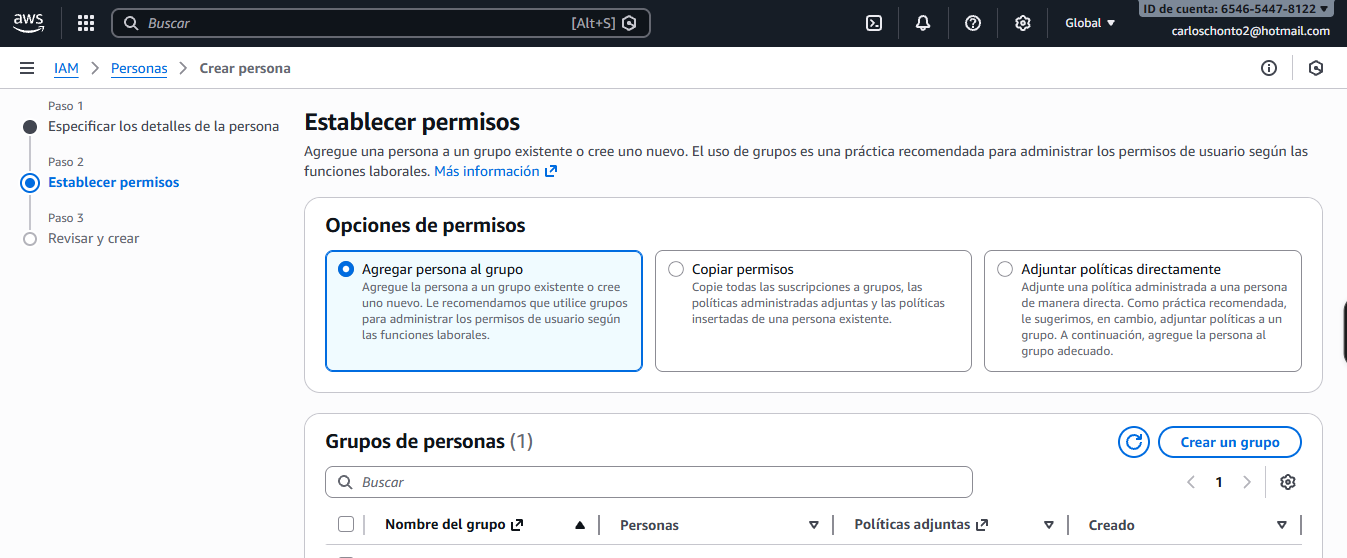 aws
Buscar
[Alt+S]
Global
ID de cuenta: 6546-5447-8122
carloschonto2@hotmail.com
IAM
Personas
Crear persona
Paso 1
Especificar los detalles de la persona
Paso 2
Establecer permisos
Paso 3
Revisar y crear
Establecer permisos
Agregue una persona a un grupo existente o cree uno nuevo. El uso de grupos es una práctica recomendada para administrar los permisos de usuario según las
funciones laborales. Más información
Opciones de permisos
Agregar persona al grupo
Agregue la persona a un grupo existente o cree
uno nuevo. Le recomendamos que utilice grupos
para administrar los permisos de usuario según
las funciones laborales.
Copiar permisos
Copie todas las suscripciones a grupos, las
políticas administradas adjuntas y las políticas
insertadas de una persona existente.
Adjuntar políticas directamente
Adjunte una política administrada a una persona
de manera directa. Como práctica recomendada,
le sugerimos, en cambio, adjuntar políticas a un
grupo. A continuación, agregue la persona al
grupo adecuado.
Grupos de personas (1)
Crear un grupo
Buscar
1
Nombre del grupo
Personas
Políticas adjuntas
Creado